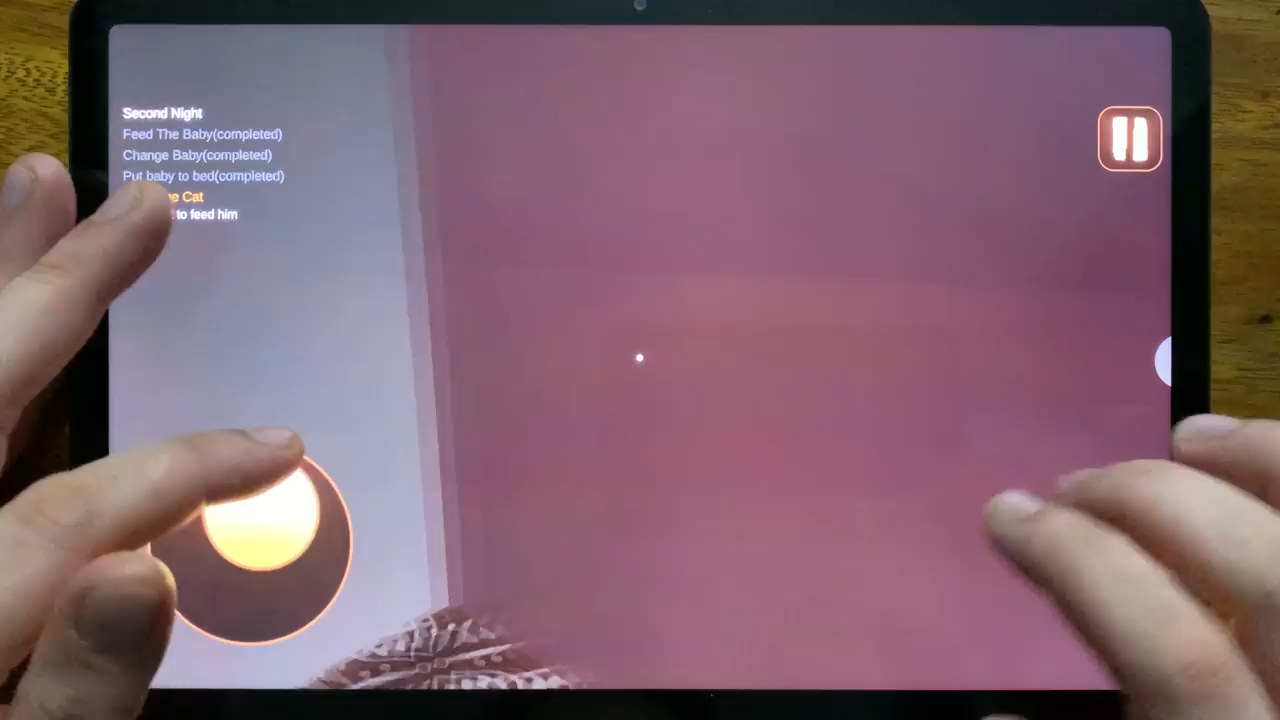 Second Night
Feed The Baby(completed)
Change Baby(completed)
Put baby to bed(completed)
Cat
to feed him